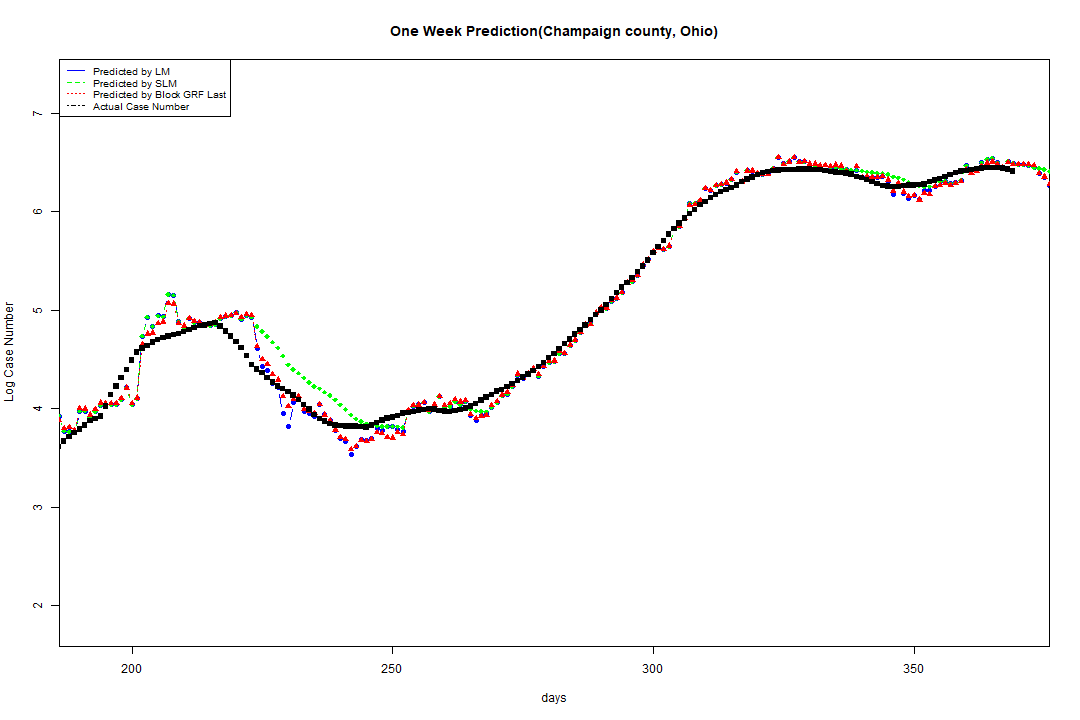 One Week Prediction(Champaign county, Ohio)
Predicted by LM
Predicted by SLM
Predicted by Block GRF Last
Actual Case Number
7
6
5
4
3
2
Log Case Number
200 250 300 350
days